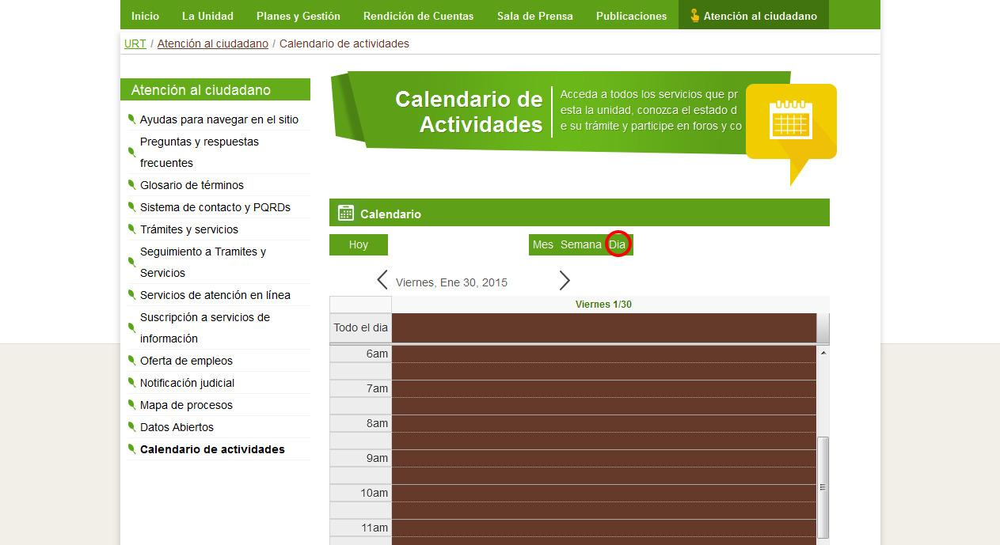 Inicio La Unidad Planes y Gestión Rendición de Cuentas Sala de Prensa Publicaciones Atención al ciudadano
URT / Atención al ciudadano / Calendario de actividades
Atención al ciudadano
Ayudas para navegar en el sitio
Preguntas y respuestas
frecuentes
Glosario de términos
Sistema de contacto y PQRDs
Trámites y servicios
Seguimiento a Tramites y
Servicios
Servicios de atención en línea
Suscripción a servicios de
información
Oferta de empleos
Notificación judicial
Mapa de procesos
Datos Abiertos
Calendario de actividades
Calendario de
Actividades
Acceda a todos los servicios que pr
esta la unidad, conozca el estado d
e su trámite y participe en foros y co
Calendario
Hoy Mes Semana Dia
Viernes, Ene 30, 2015
Viernes 1/30
Todo el dia
6am
7am
8am
9am
10am
11am